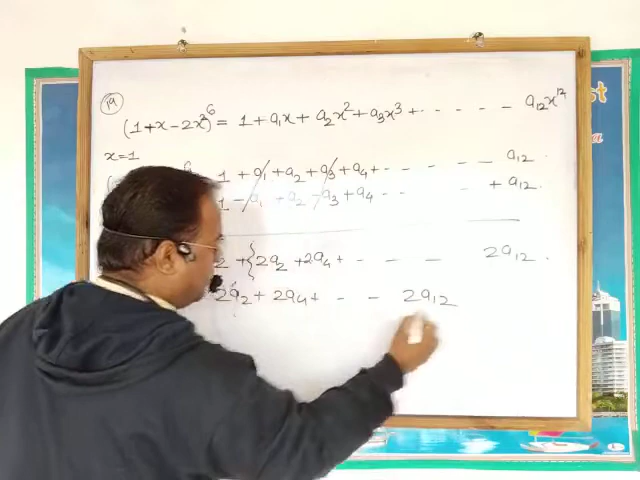 19
(1+x-2x²)⁶ = 1 + a₁x + a₂x² + a₃x³ + - - - - - a₁₂x¹²
x=1
1 + a₁ + a₂ + a₃ + a₄ + - - - - a₁₂
1 - a₁ + a₂ - a₃ + a₄ - - - + a₁₂.
2 + {2a₂ + 2a₄ + - - - 2a₁₂.
2a₂ + 2a₄ + - - 2a₁₂
st